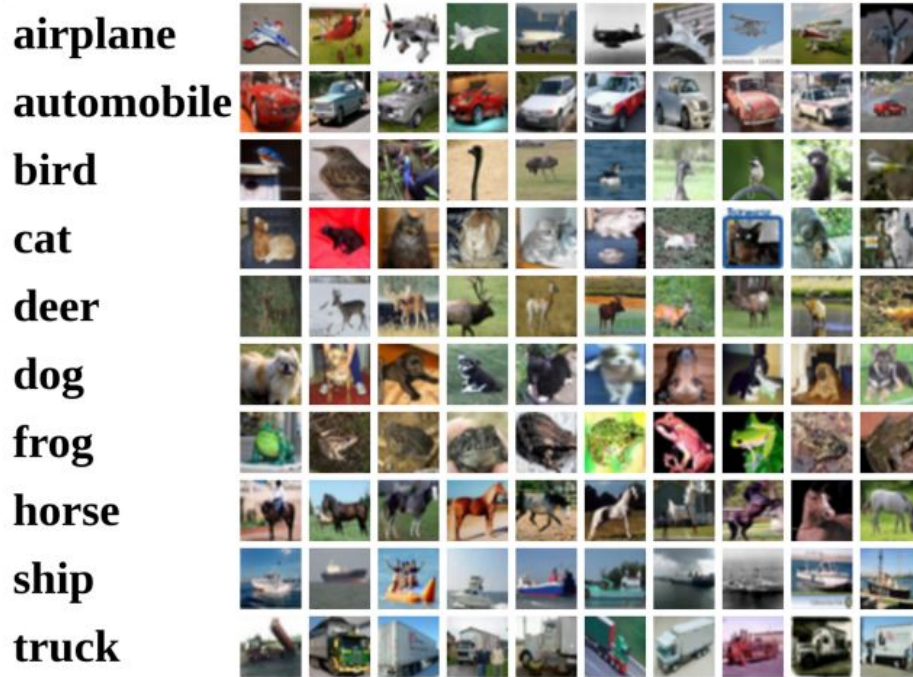 airplane
automobile
bird
cat
deer
dog
frog
horse
ship
truck